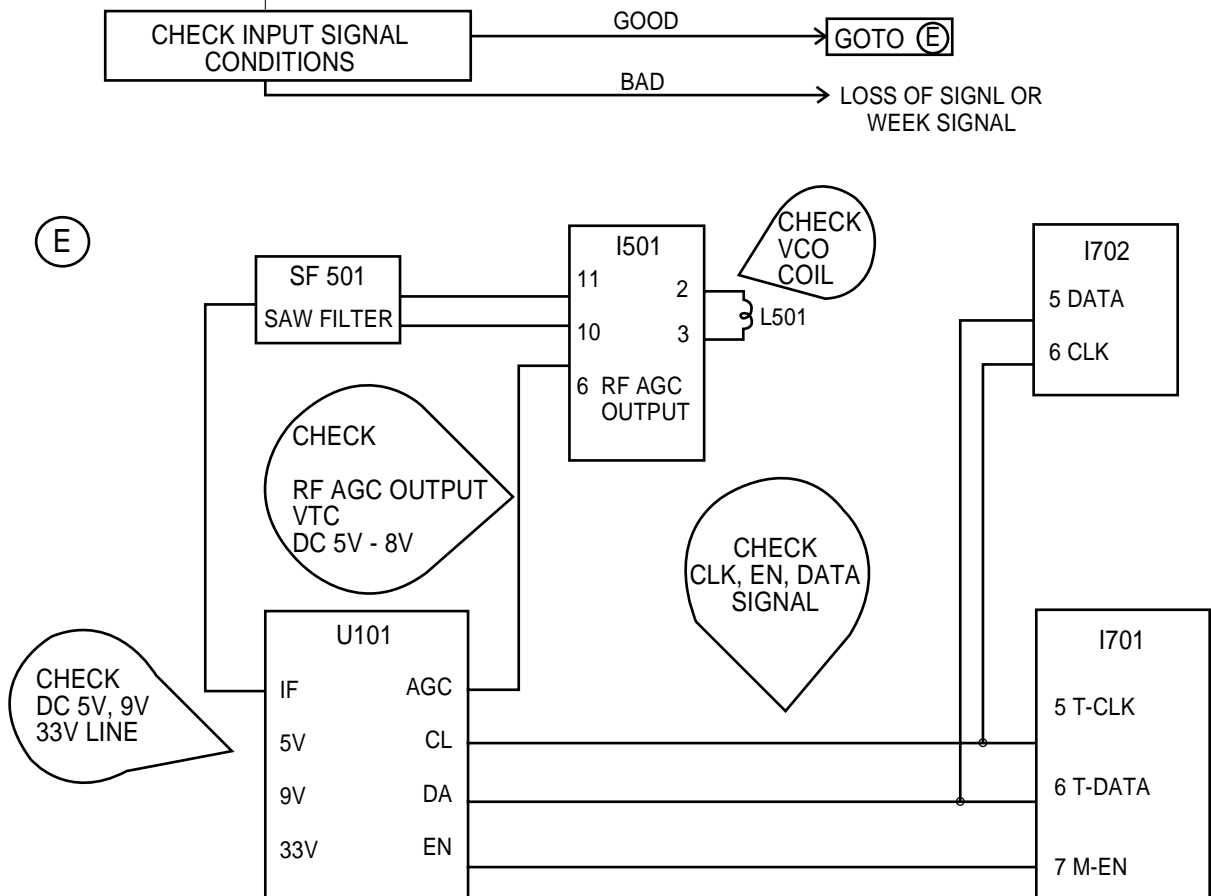 CHECK INPUT SIGNAL
CONDITIONS
GOOD
GOTO E
BAD
LOSS OF SIGNL OR
WEEK SIGNAL
E
SF 501
SAW FILTER
I501
11
10
6 RF AGC
OUTPUT
2
3
CHECK
VCO
COIL
L501
I702
5 DATA
6 CLK
CHECK
RF AGC OUTPUT
VTC
DC 5V - 8V
CHECK
CLK, EN, DATA
SIGNAL
CHECK
DC 5V, 9V
33V LINE
U101
IF
5V
9V
33V
AGC
CL
DA
EN
I701
5 T-CLK
6 T-DATA
7 M-EN